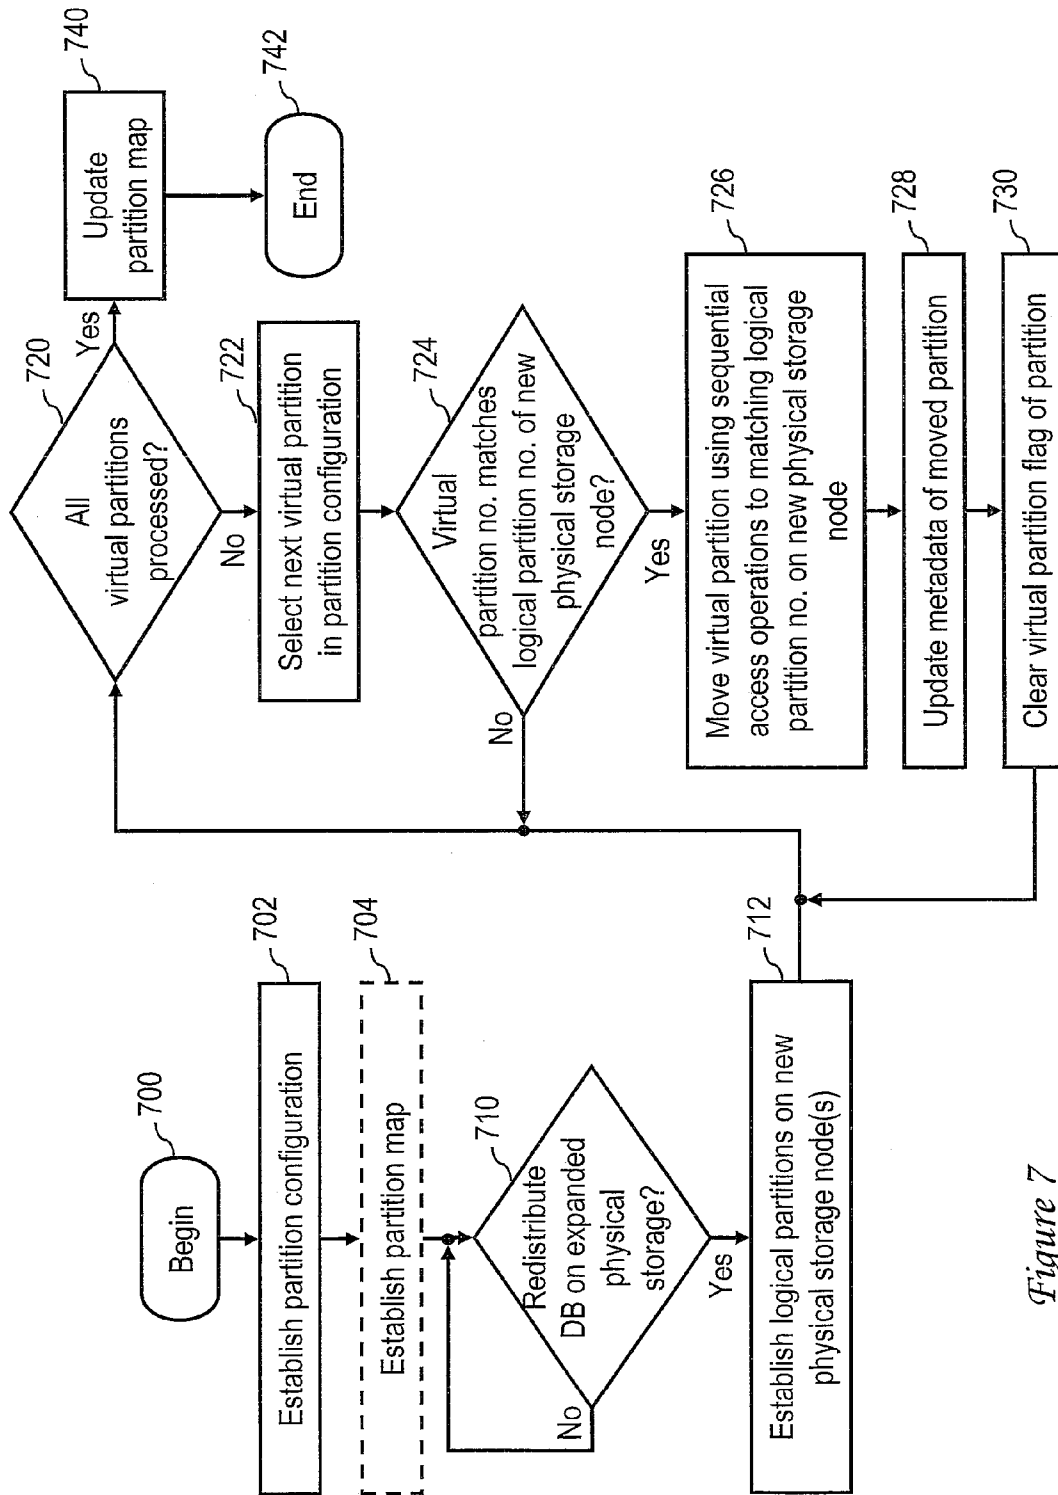 700
Begin
702
Establish partition configuration
704
Establish partition map
710
Redistribute
DB on expanded
physical
storage?
No
Yes
712
Establish logical partitions on new
physical storage node(s)
720
All
virtual partitions
processed?
Yes
No
740
Update
partition map
742
End
722
Select next virtual partition
in partition configuration
724
Virtual
partition no. matches
logical partition no. of new
physical storage
node?
No
Yes
726
Move virtual partition using sequential
access operations to matching logical
partition no. on new physical storage
node
728
Update metadata of moved partition
730
Clear virtual partition flag of partition
Figure 7